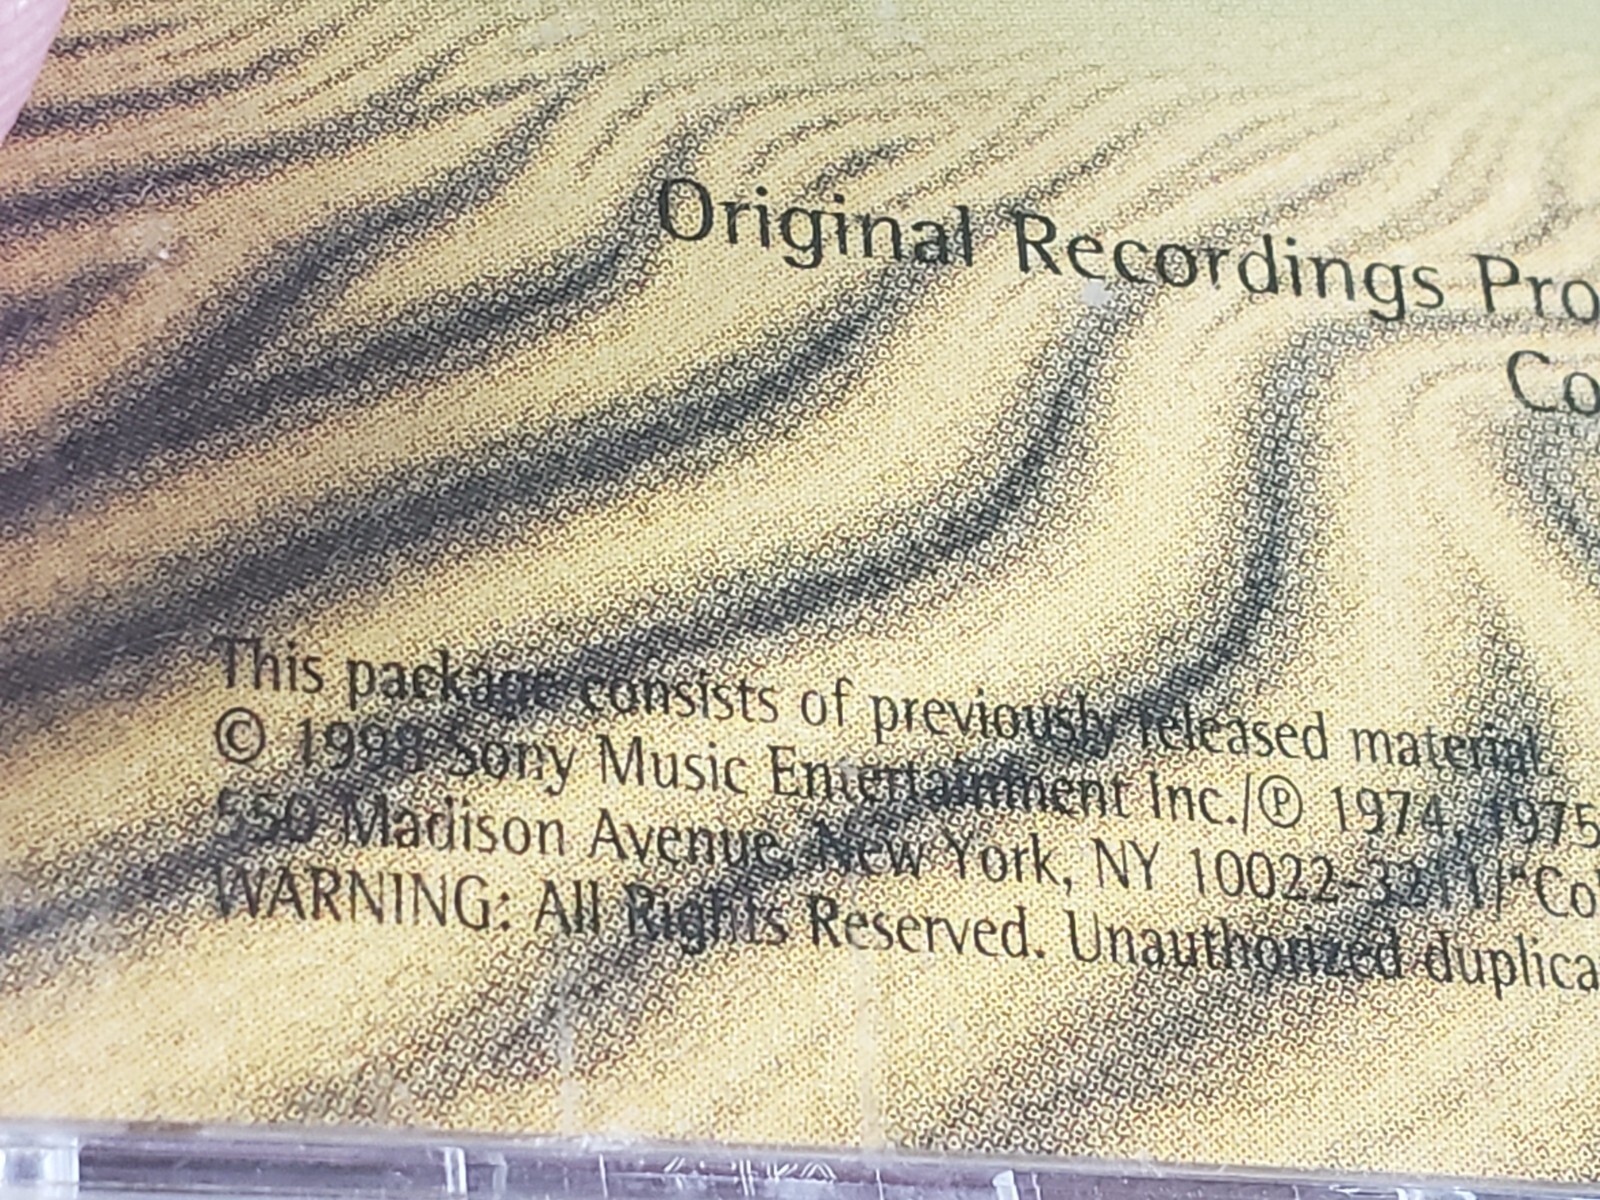 Original Recordings Pro
Co
This package consists of previously released material.
© 1998 Sony Music Entertainment Inc./℗ 1974, 1975
550 Madison Avenue, New York, NY 10022-3211/"Co
WARNING: All Rights Reserved. Unauthorized duplica